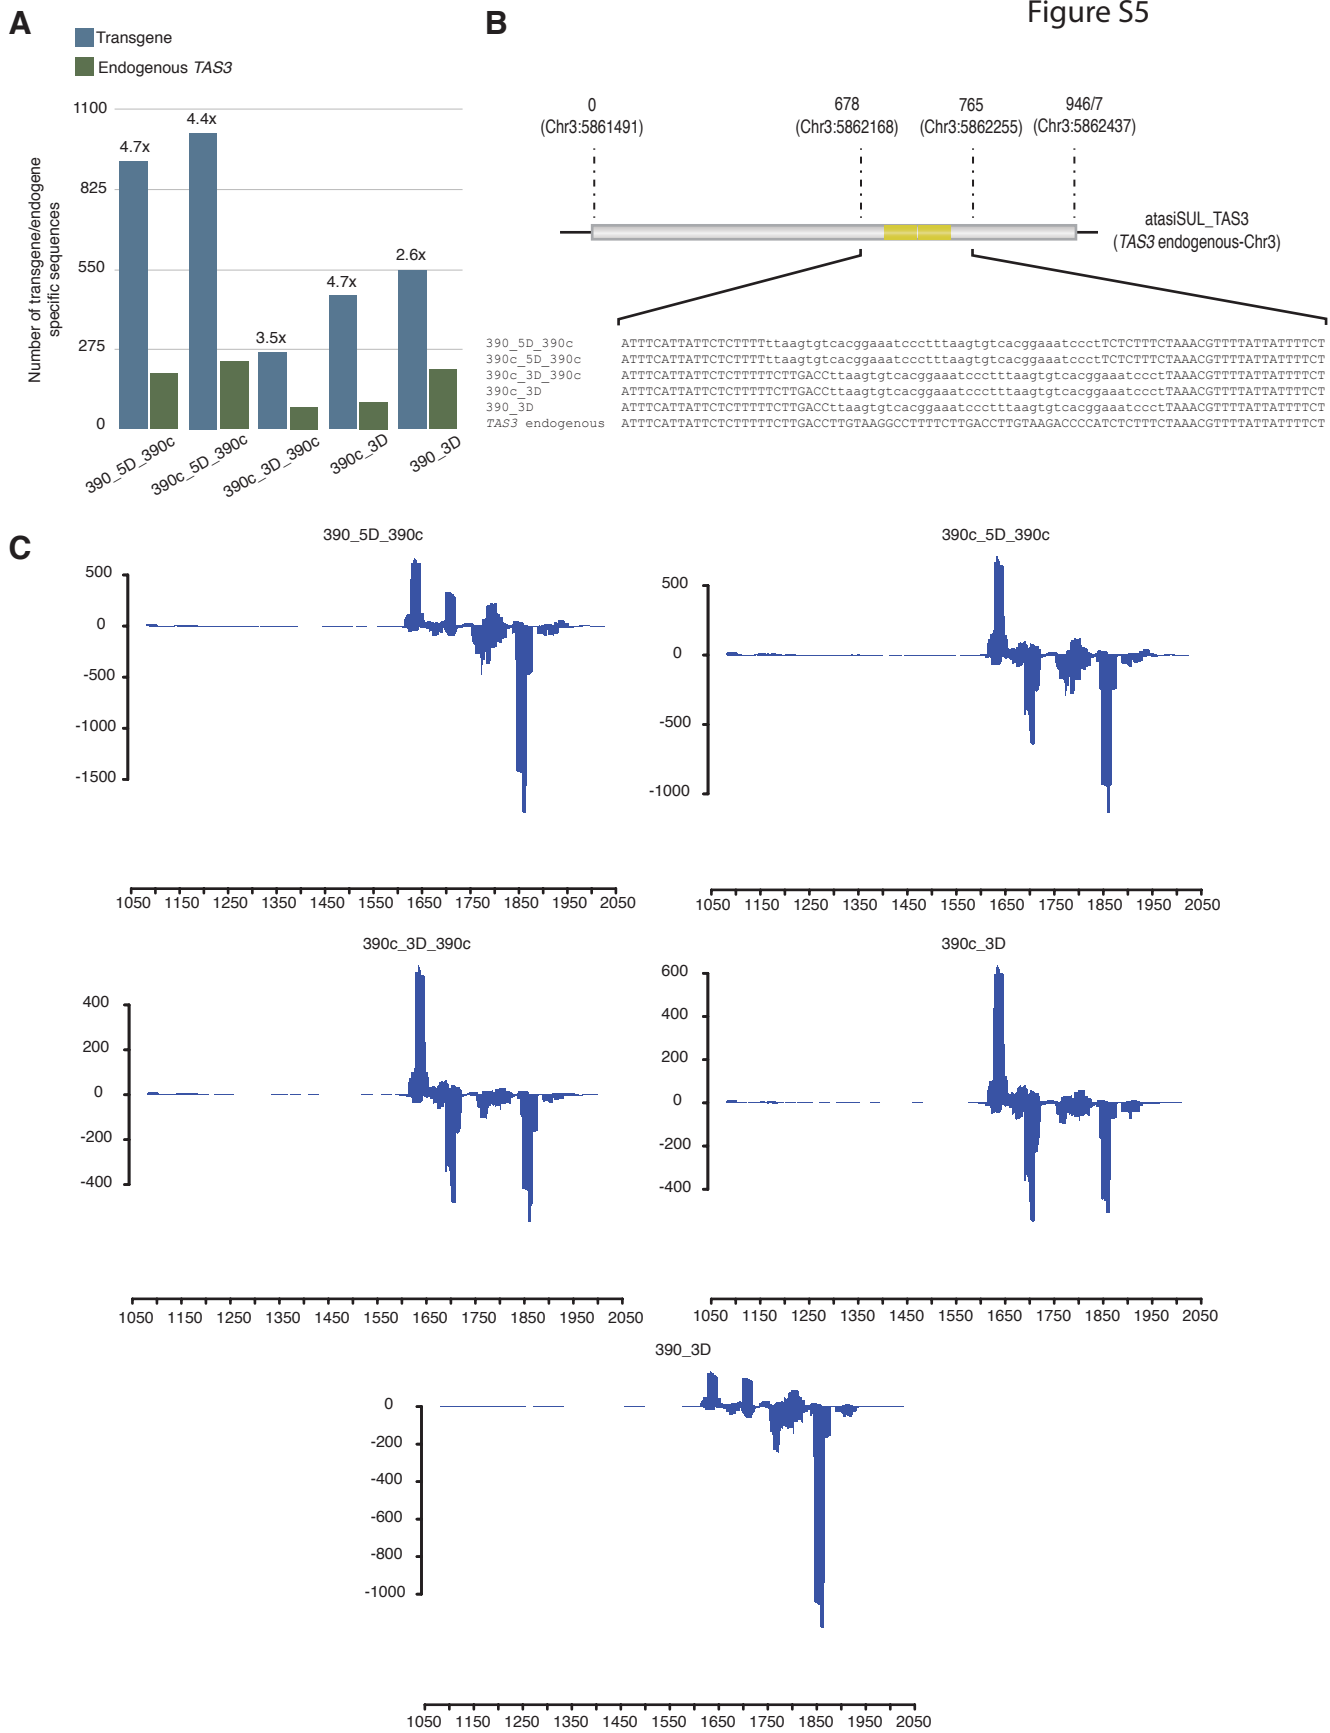 Figure S5
A
Transgene
Endogenous TAS3
Number of transgene/endogene
specific sequences
1100
825
550
275
0
4.7x
4.4x
3.5x
4.7x
2.6x
390_5D_390c
390c_5D_390c
390c_3D_390c
390c_3D
390_3D
B
0
(Chr3:5861491)
678
(Chr3:5862168)
765
(Chr3:5862255)
946/7
(Chr3:5862437)
atasiSUL_TAS3
(TAS3 endogenous-Chr3)
390_5D_390c ATTTCATTATTCTCTTTTttaagtgtcacggaaatccctttaagtgtcacggaaatcccttTCTCTTTCTAAACGTTTTATTATTTTCT
390c_5D_390c ATTTCATTATTCTCTTTTttaagtgtcacggaaatccctttaagtgtcacggaaatcccttTCTCTTTCTAAACGTTTTATTATTTTCT
390c_3D_390c ATTTCATTATTCTCTTTTTCTTGACCttaagtgtcacggaaatccctttaagtgtcacggaaatccctTAAACGTTTTATTATTTTCT
390c_3D ATTTCATTATTCTCTTTTTCTTGACCttaagtgtcacggaaatccctttaagtgtcacggaaatccctTAAACGTTTTATTATTTTCT
390_3D ATTTCATTATTCTCTTTTTCTTGACCttaagtgtcacggaaatccctttaagtgtcacggaaatccctTAAACGTTTTATTATTTTCT
TAS3 endogenous ATTTCATTATTCTCTTTTTCTTGACCTTGTAAGGCCTTTTCTTGACCTTGTAAGACCCCATCTCTTTCTAAACGTTTTATTATTTTCT
C
390_5D_390c
500
0
-500
-1000
-1500
1050 1150 1250 1350 1450 1550 1650 1750 1850 1950 2050
390c_5D_390c
500
0
-500
-1000
1050 1150 1250 1350 1450 1550 1650 1750 1850 1950 2050
390c_3D_390c
400
200
0
-200
-400
1050 1150 1250 1350 1450 1550 1650 1750 1850 1950 2050
390c_3D
600
400
200
0
-200
-400
1050 1150 1250 1350 1450 1550 1650 1750 1850 1950 2050
390_3D
0
-200
-400
-600
-800
-1000
1050 1150 1250 1350 1450 1550 1650 1750 1850 1950 2050